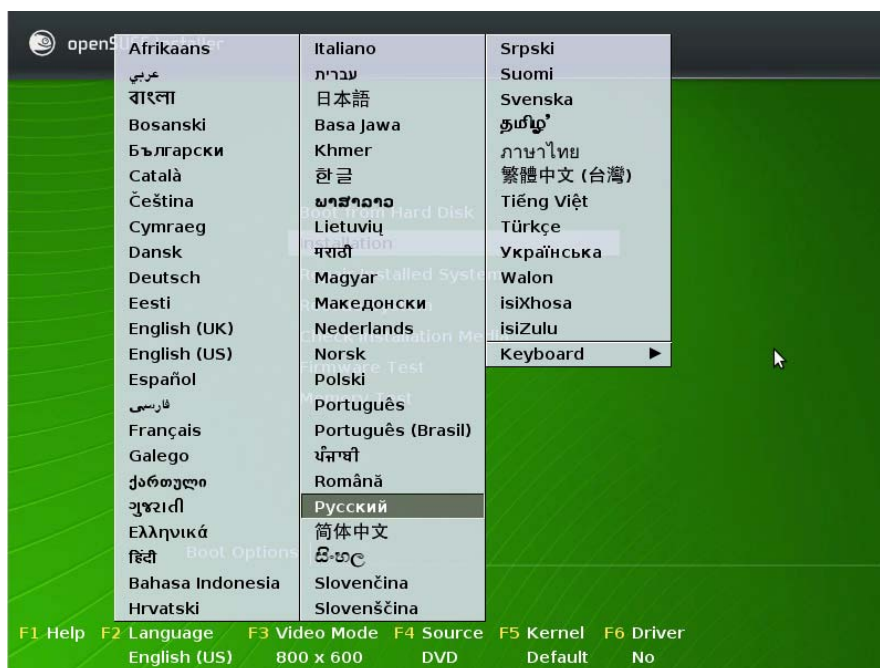 openSUSE Installer
Afrikaans
عربي
বাংলা
Bosanski
Български
Català
Čeština
Cymraeg
Dansk
Deutsch
Eesti
English (UK)
English (US)
Español
فارسی
Français
Galego
ქართული
ગુજરાતી
Ελληνικά
हिंदी
Bahasa Indonesia
Hrvatski
Italiano
עברית
日本語
Basa Jawa
Khmer
한글
ພາສາລາວ
Lietuvių
मराठी
Magyar
Македонски
Nederlands
Norsk
Polski
Português
Português (Brasil)
ਪੰਜਾਬੀ
Română
Русский
简体中文
සිංහල
Slovenčina
Slovenščina
Srpski
Suomi
Svenska
தமிழ்
ภาษาไทย
繁體中文 (台灣)
Tiếng Việt
Türkçe
Українська
Walon
isiXhosa
isiZulu
Keyboard
Boot from Hard Disk
Installation
Repair Installed System
Check Installation Media
Firmware Test
Boot Options
F1 Help F2 Language F3 Video Mode F4 Source F5 Kernel F6 Driver
English (US) 800 x 600 DVD Default No